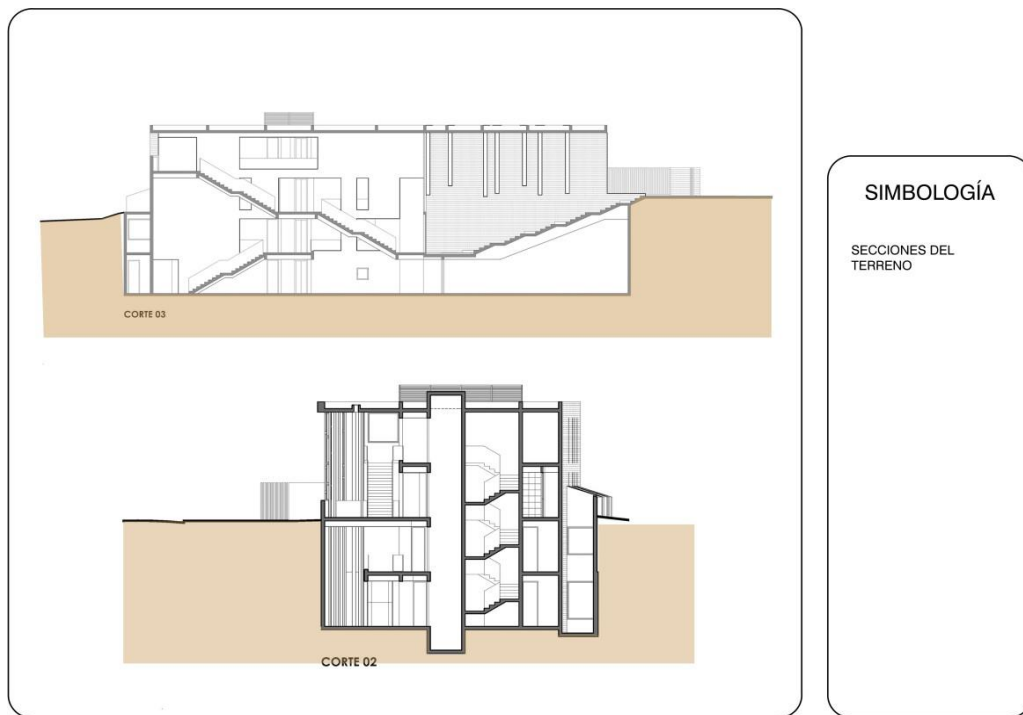 CORTE 03
CORTE 02
SIMBOLOGÍA
SECCIONES DEL
TERRENO